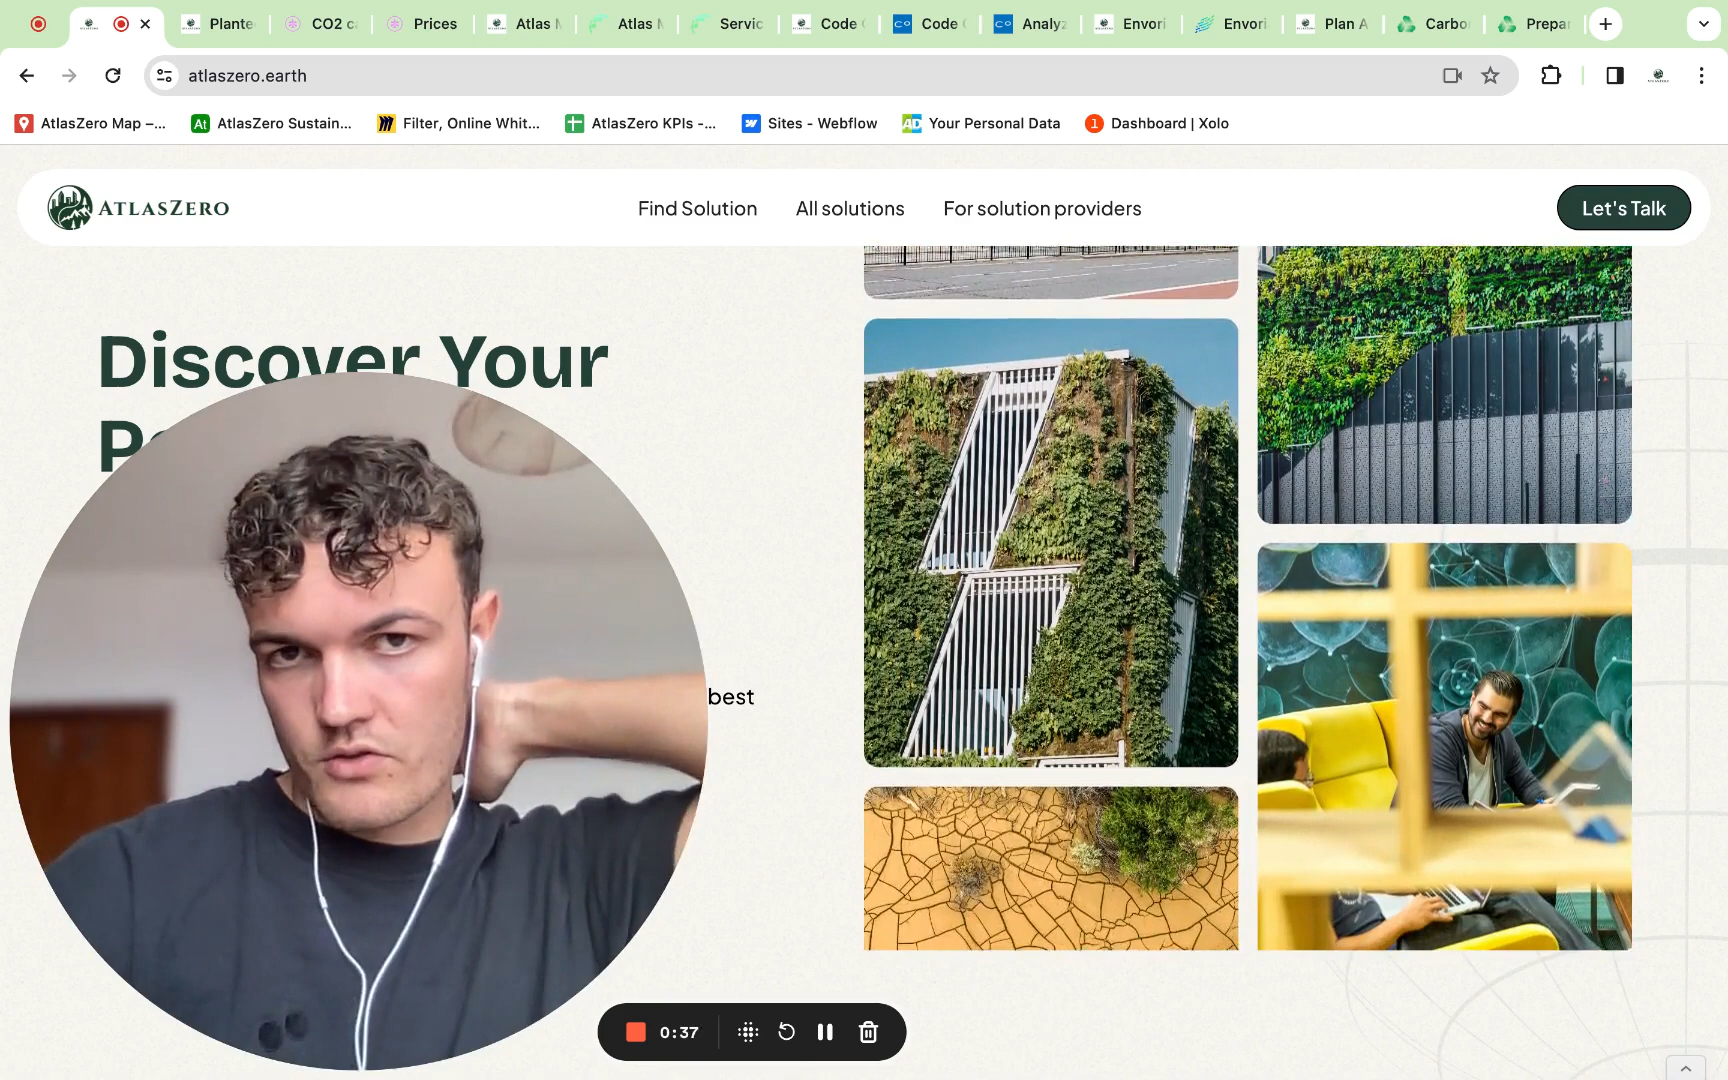 Plante
CO2 c
Prices
Atlas M
Atlas M
Servic
Code
Code
Analyz
Envori
Envori
Plan A
Carbo
Prepar
atlaszero.earth
AtlasZero Map –...
AtlasZero Sustain...
Filter, Online Whit...
AtlasZero KPIs -...
Sites - Webflow
Your Personal Data
Dashboard | Xolo
ATLASZERO
Find Solution
All solutions
For solution providers
Let's Talk
Discover Your
best
0:37